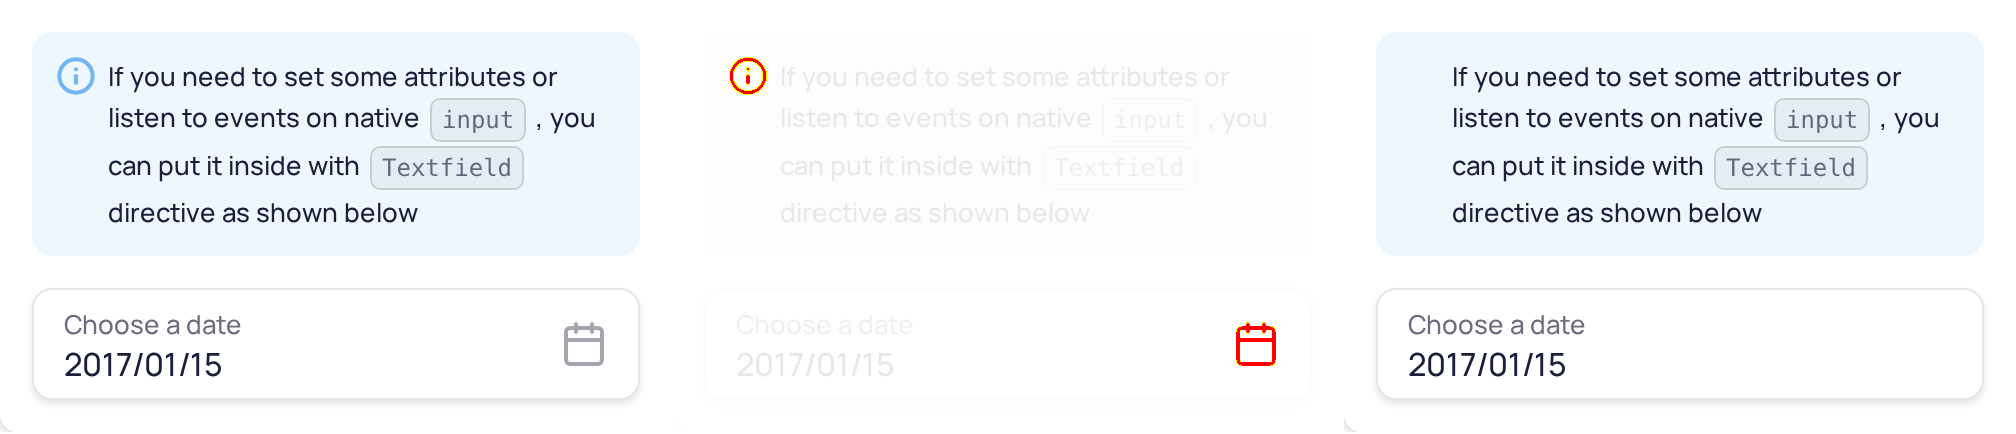 If you need to set some attributes or
listen to events on native input , you
can put it inside with Textfield
directive as shown below
Choose a date
2017/01/15
If you need to set some attributes or
listen to events on native input , you
can put it inside with Textfield
directive as shown below
Choose a date
2017/01/15
If you need to set some attributes or
listen to events on native input , you
can put it inside with Textfield
directive as shown below
Choose a date
2017/01/15